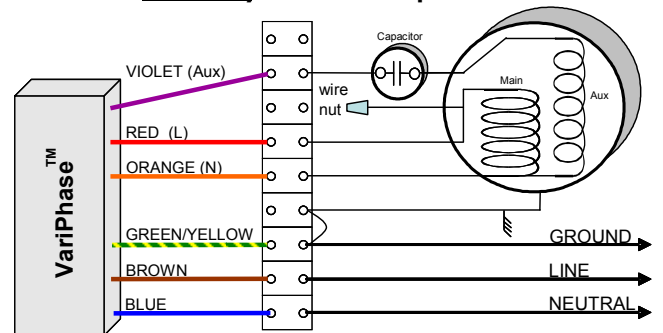 Capacitor
VIOLET (Aux)
Main
Aux
wire
nut
RED (L)
ORANGE (N)
VariPhase™
GREEN/YELLOW
GROUND
BROWN
LINE
BLUE
NEUTRAL